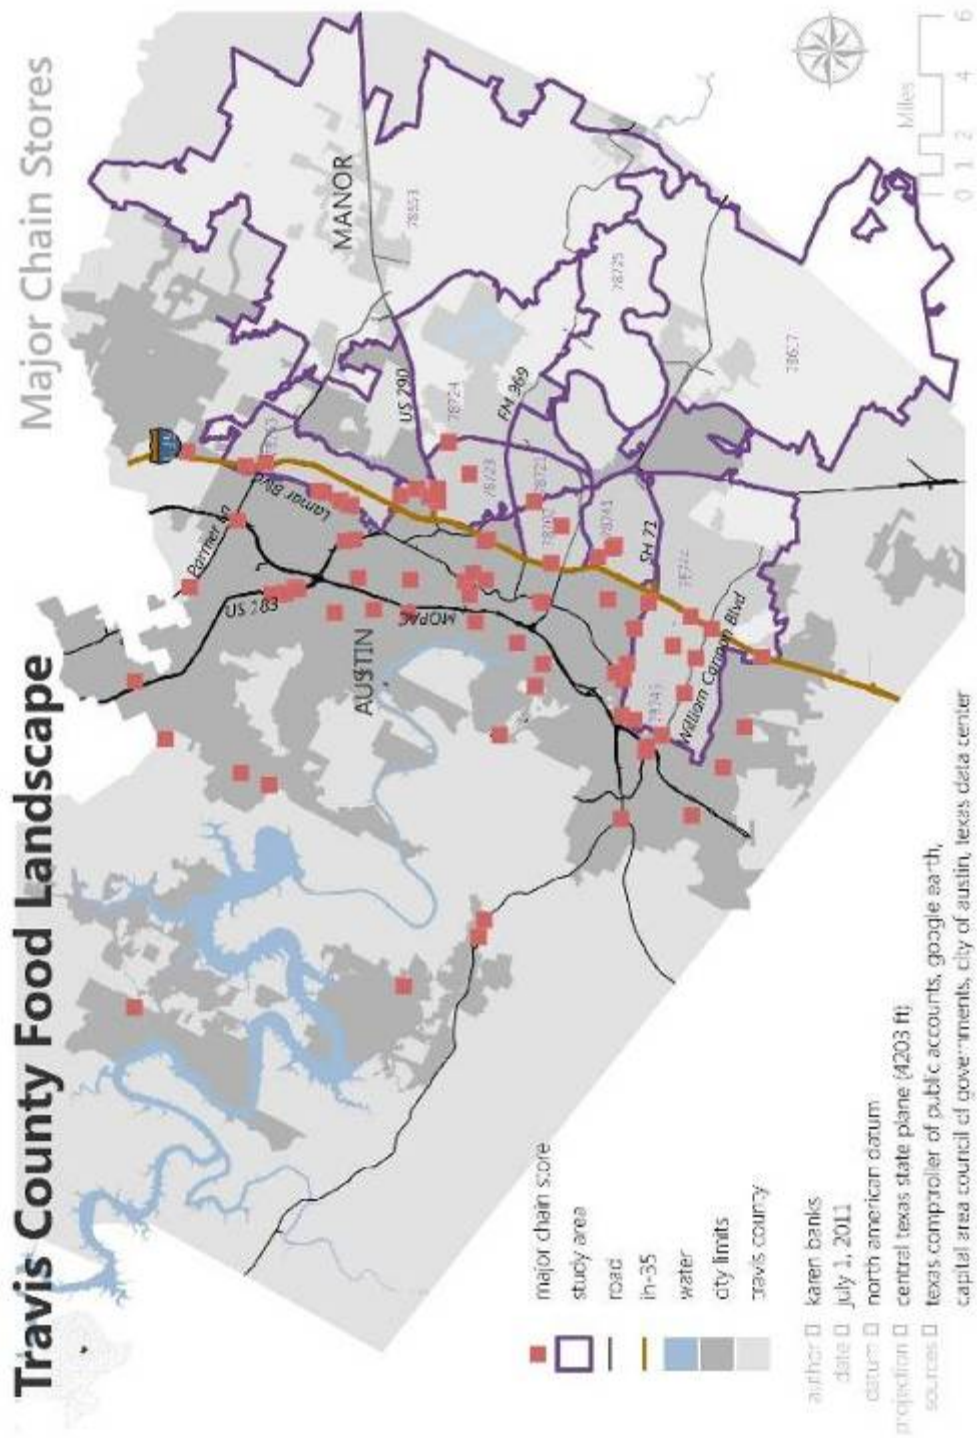 Travis County Food Landscape
Major Chain Stores
Parmer Ln
Lamar Blvd
US 183
MANOR
78653
US 290
78724
AUSTIN
MOPAC
78723
FM 969
78725
78702
78741
SH 71
78744
78617
78745
William Cannon Blvd
major chain store
study area
road
in-35
water
city limits
travis county
author karen banks
date july 1, 2011
datum north american datum
projection central texas state plane (4203 ft)
sources texas comptroller of public accounts, google earth,
capital area council of governments, city of austin, texas data center
Miles
0 1 2 4 6